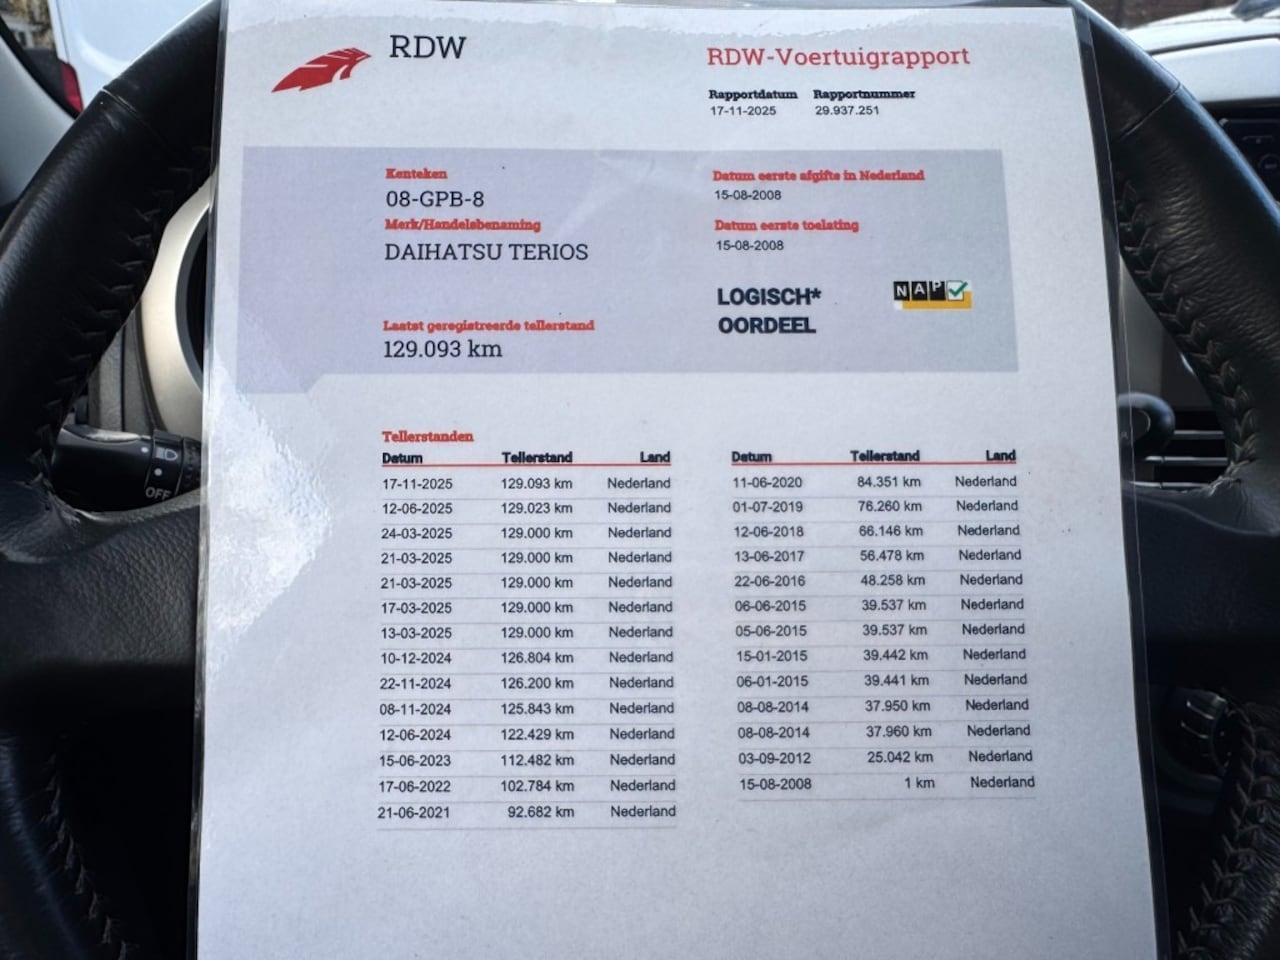 RDW
RDW-Voertuigrapport
Rapportdatum Rapportnummer
17-11-2025 29.937.251
Kenteken
08-GPB-8
Merk/Handelsbenaming
DAIHATSU TERIOS
Laatst geregistreerde tellerstand
129.093 km
Datum eerste afgifte in Nederland
15-08-2008
Datum eerste toelating
15-08-2008
LOGISCH*
OORDEEL
NAP
Tellerstanden
Datum Tellerstand Land
17-11-2025 129.093 km Nederland
12-06-2025 129.023 km Nederland
24-03-2025 129.000 km Nederland
21-03-2025 129.000 km Nederland
21-03-2025 129.000 km Nederland
17-03-2025 129.000 km Nederland
13-03-2025 129.000 km Nederland
10-12-2024 126.804 km Nederland
22-11-2024 126.200 km Nederland
08-11-2024 125.843 km Nederland
12-06-2024 122.429 km Nederland
15-06-2023 112.482 km Nederland
17-06-2022 102.784 km Nederland
21-06-2021 92.682 km Nederland
Datum Tellerstand Land
11-06-2020 84.351 km Nederland
01-07-2019 76.260 km Nederland
12-06-2018 66.146 km Nederland
13-06-2017 56.478 km Nederland
22-06-2016 48.258 km Nederland
06-06-2015 39.537 km Nederland
05-06-2015 39.537 km Nederland
15-01-2015 39.442 km Nederland
06-01-2015 39.441 km Nederland
08-08-2014 37.950 km Nederland
08-08-2014 37.960 km Nederland
03-09-2012 25.042 km Nederland
15-08-2008 1 km Nederland
OFF